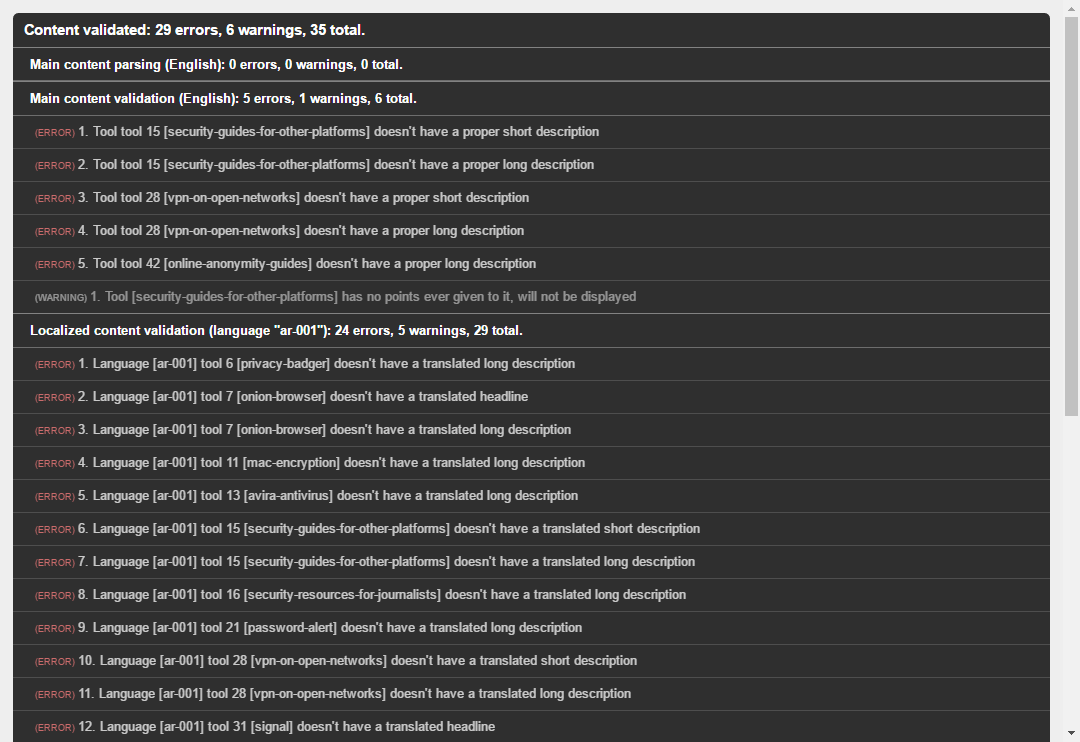 Content validated: 29 errors, 6 warnings, 35 total.
Main content parsing (English): 0 errors, 0 warnings, 0 total.
Main content validation (English): 5 errors, 1 warnings, 6 total.
(ERROR) 1. Tool tool 15 [security-guides-for-other-platforms] doesn't have a proper short description
(ERROR) 2. Tool tool 15 [security-guides-for-other-platforms] doesn't have a proper long description
(ERROR) 3. Tool tool 28 [vpn-on-open-networks] doesn't have a proper short description
(ERROR) 4. Tool tool 28 [vpn-on-open-networks] doesn't have a proper long description
(ERROR) 5. Tool tool 42 [online-anonymity-guides] doesn't have a proper long description
(WARNING) 1. Tool [security-guides-for-other-platforms] has no points ever given to it, will not be displayed
Localized content validation (language "ar-001"): 24 errors, 5 warnings, 29 total.
(ERROR) 1. Language [ar-001] tool 6 [privacy-badger] doesn't have a translated long description
(ERROR) 2. Language [ar-001] tool 7 [onion-browser] doesn't have a translated headline
(ERROR) 3. Language [ar-001] tool 7 [onion-browser] doesn't have a translated long description
(ERROR) 4. Language [ar-001] tool 11 [mac-encryption] doesn't have a translated long description
(ERROR) 5. Language [ar-001] tool 13 [avira-antivirus] doesn't have a translated long description
(ERROR) 6. Language [ar-001] tool 15 [security-guides-for-other-platforms] doesn't have a translated short description
(ERROR) 7. Language [ar-001] tool 15 [security-guides-for-other-platforms] doesn't have a translated long description
(ERROR) 8. Language [ar-001] tool 16 [security-resources-for-journalists] doesn't have a translated long description
(ERROR) 9. Language [ar-001] tool 21 [password-alert] doesn't have a translated long description
(ERROR) 10. Language [ar-001] tool 28 [vpn-on-open-networks] doesn't have a translated short description
(ERROR) 11. Language [ar-001] tool 28 [vpn-on-open-networks] doesn't have a translated long description
(ERROR) 12. Language [ar-001] tool 31 [signal] doesn't have a translated headline